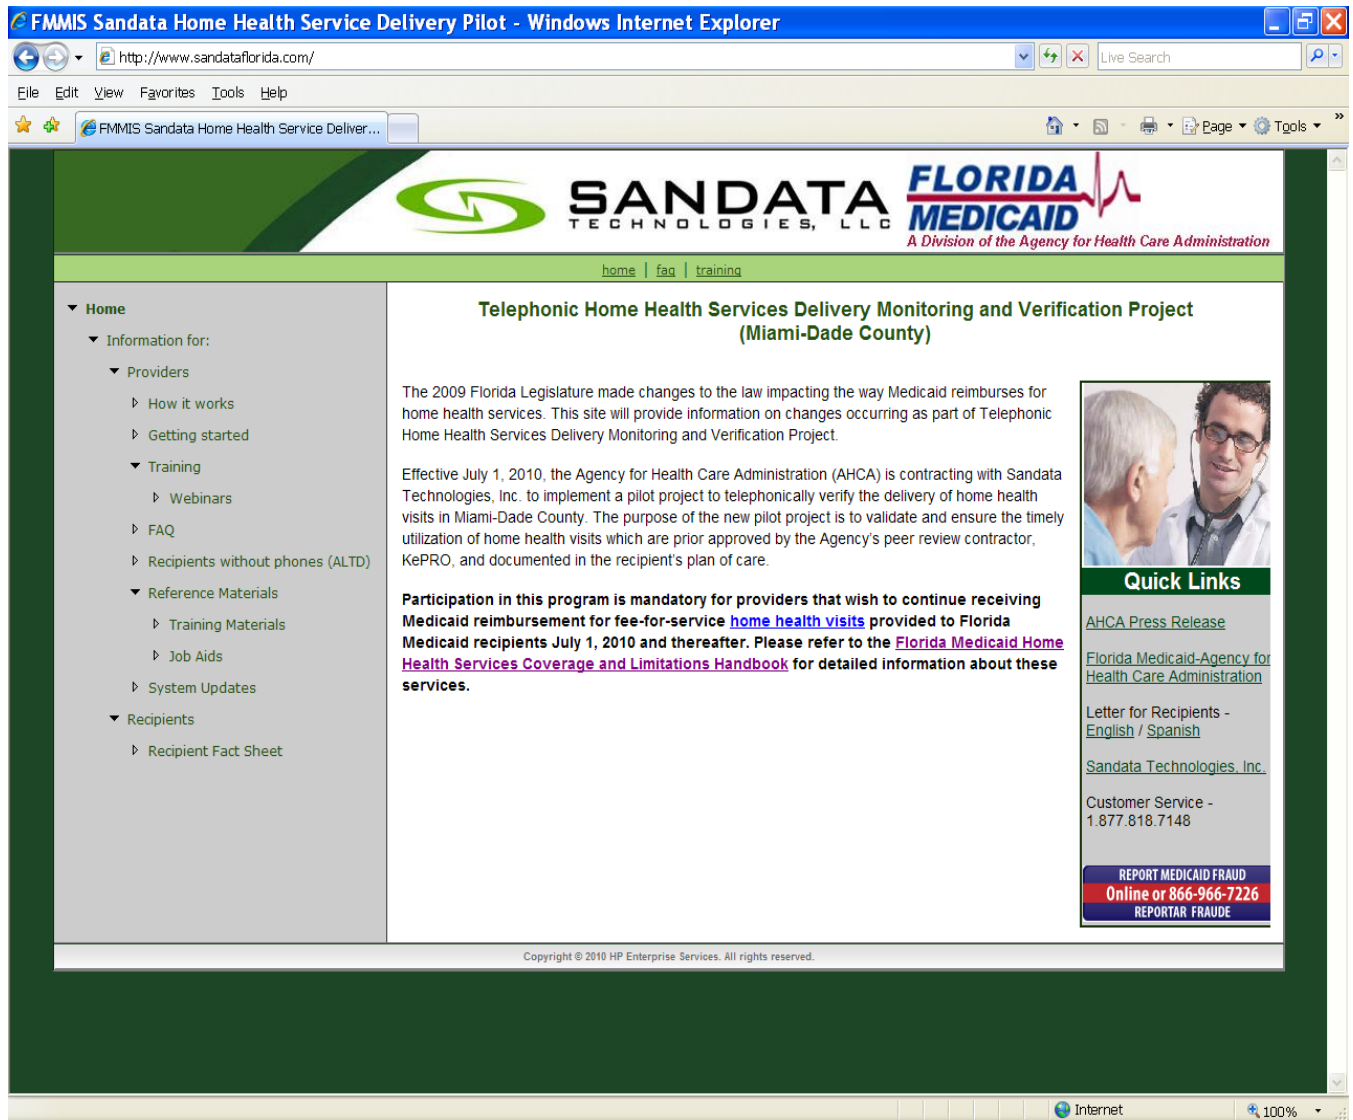 FMMIS Sandata Home Health Service Delivery Pilot - Windows Internet Explorer
http://www.sandataflorida.com/
Live Search
File Edit View Favorites Tools Help
FMMIS Sandata Home Health Service Deliver...
Page Tools »
SANDATA
TECHNOLOGIES, LLC
FLORIDA
MEDICAID
A Division of the Agency for Health Care Administration
home | faq | training
Home
Information for:
Providers
How it works
Getting started
Training
Webinars
FAQ
Recipients without phones (ALTD)
Reference Materials
Training Materials
Job Aids
System Updates
Recipients
Recipient Fact Sheet
Telephonic Home Health Services Delivery Monitoring and Verification Project
(Miami-Dade County)
The 2009 Florida Legislature made changes to the law impacting the way Medicaid reimburses for
home health services. This site will provide information on changes occurring as part of Telephonic
Home Health Services Delivery Monitoring and Verification Project.
Effective July 1, 2010, the Agency for Health Care Administration (AHCA) is contracting with Sandata
Technologies, Inc. to implement a pilot project to telephonically verify the delivery of home health
visits in Miami-Dade County. The purpose of the new pilot project is to validate and ensure the timely
utilization of home health visits which are prior approved by the Agency's peer review contractor,
KePRO, and documented in the recipient's plan of care.
Participation in this program is mandatory for providers that wish to continue receiving
Medicaid reimbursement for fee-for-service home health visits provided to Florida
Medicaid recipients July 1, 2010 and thereafter. Please refer to the Florida Medicaid Home
Health Services Coverage and Limitations Handbook for detailed information about these
services.
Quick Links
AHCA Press Release
Florida Medicaid-Agency for
Health Care Administration
Letter for Recipients -
English / Spanish
Sandata Technologies, Inc.
Customer Service -
1.877.818.7148
REPORT MEDICAID FRAUD
Online or 866-966-7226
REPORTAR FRAUDE
Copyright © 2010 HP Enterprise Services. All rights reserved.
Internet
100%